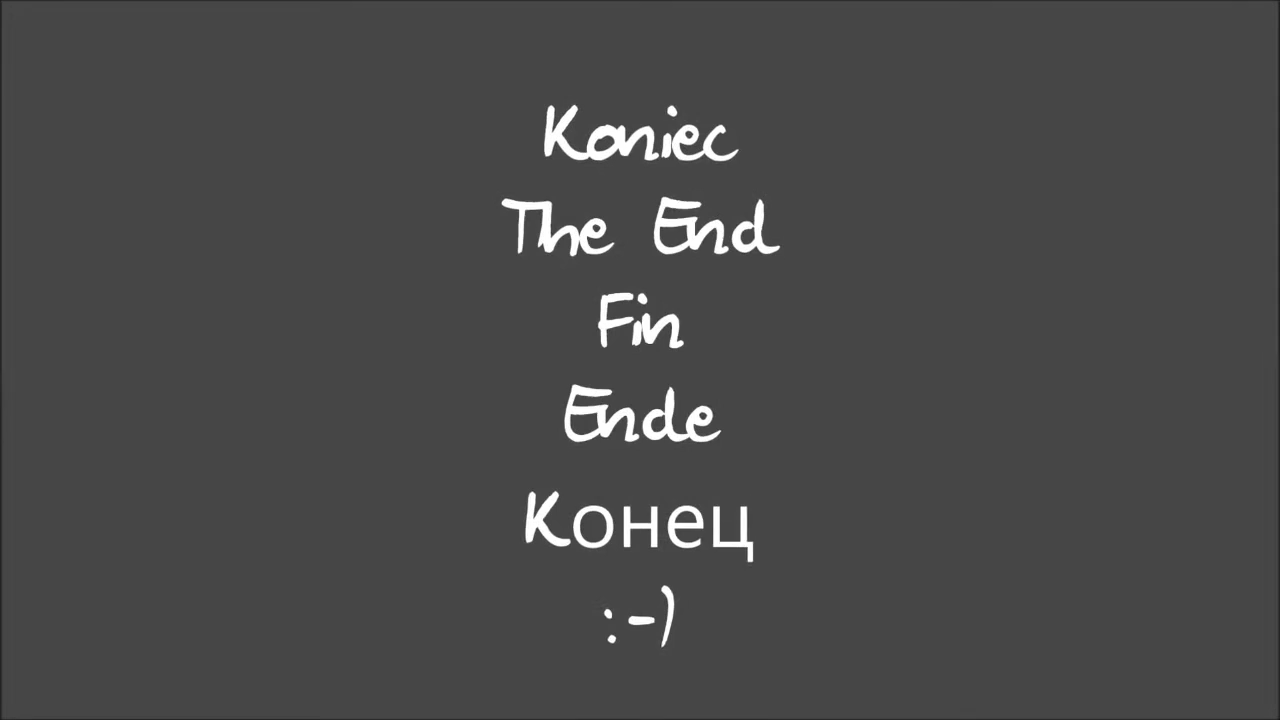 Koniec
The End
Fin
Ende
Конец
:-)